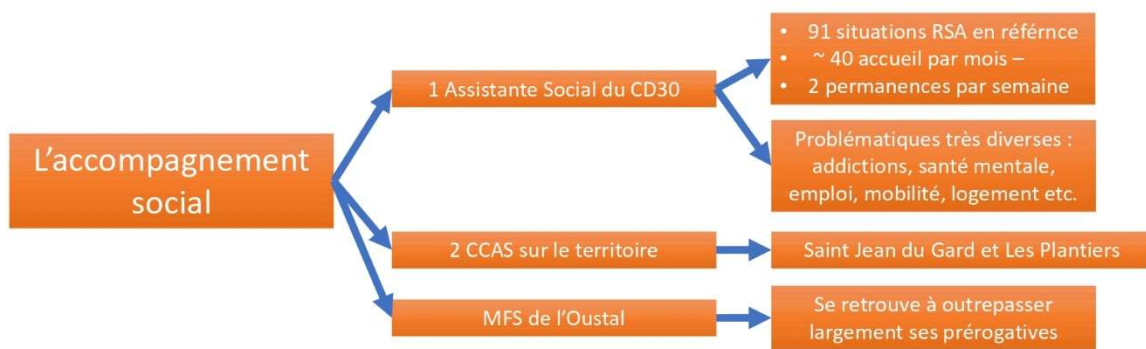 L'accompagnement
social
1 Assistante Social du CD30
• 91 situations RSA en référnce
• ~ 40 accueil par mois –
• 2 permanences par semaine
Problématiques très diverses :
addictions, santé mentale,
emploi, mobilité, logement etc.
2 CCAS sur le territoire
Saint Jean du Gard et Les Plantiers
MFS de l'Oustal
Se retrouve à outrepasser
largement ses prérogatives